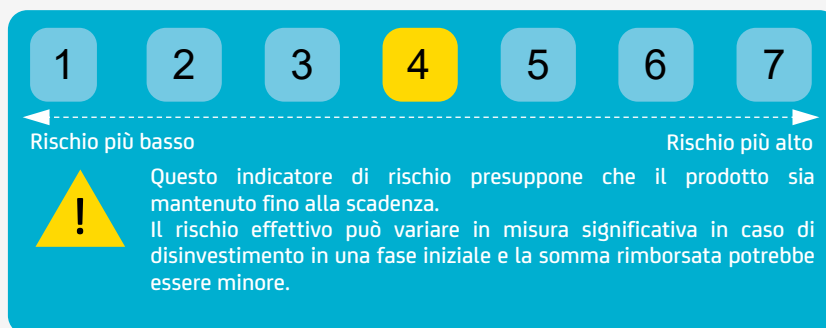 1 2 3 4 5 6 7
Rischio più basso Rischio più alto
!
Questo indicatore di rischio presuppone che il prodotto sia
mantenuto fino alla scadenza.
Il rischio effettivo può variare in misura significativa in caso di
disinvestimento in una fase iniziale e la somma rimborsata potrebbe
essere minore.